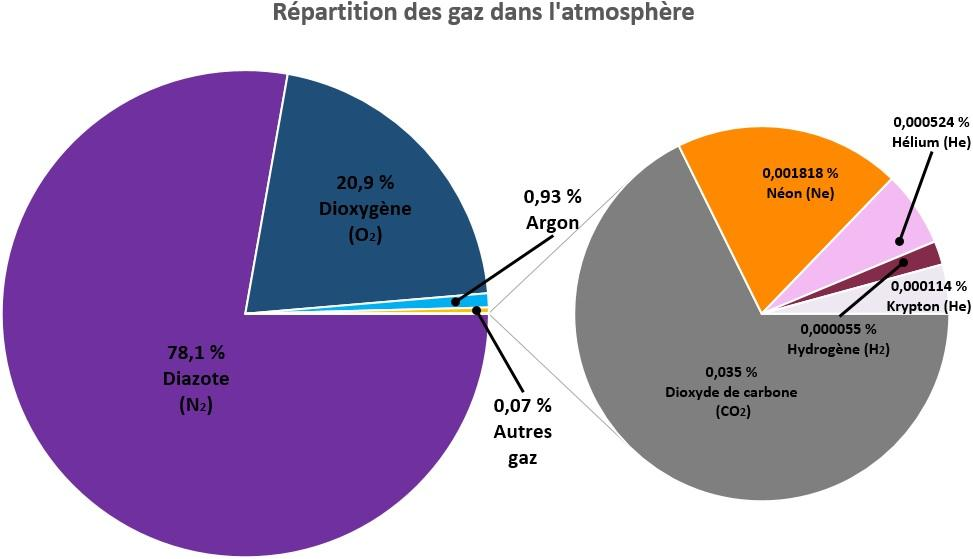 Répartition des gaz dans l'atmosphère
20,9 %
Dioxygène
(O₂)
0,93 %
Argon
78,1 %
Diazote
(N₂)
0,07 %
Autres
gaz
0,001818 %
Néon (Ne)
0,000524 %
Hélium (He)
0,000114 %
Krypton (He)
0,000055 %
Hydrogène (H₂)
0,035 %
Dioxyde de carbone
(CO₂)